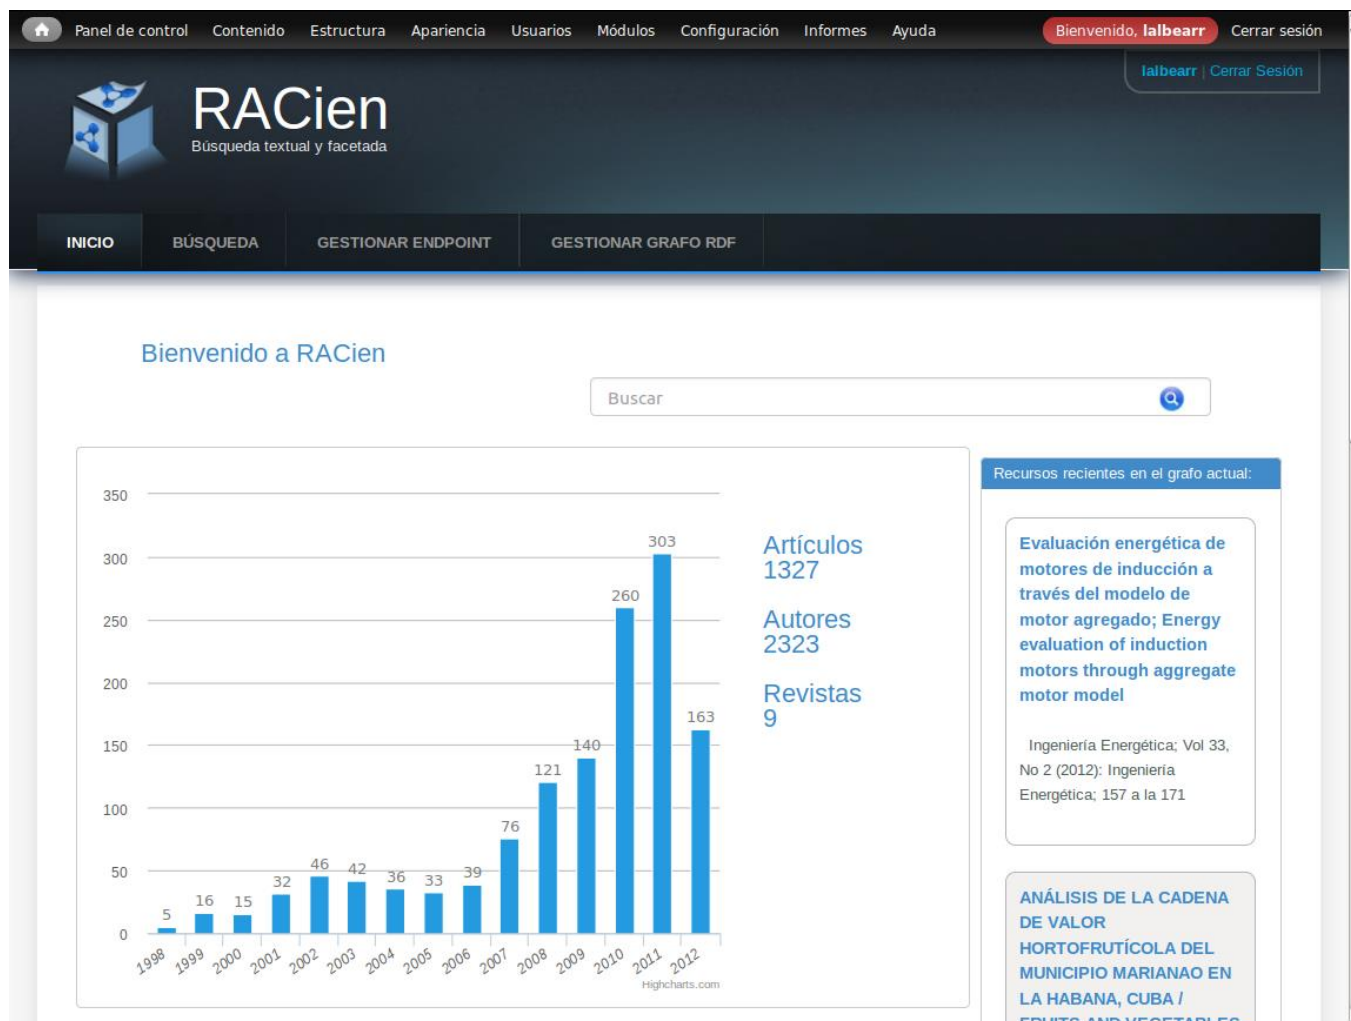 Panel de control Contenido Estructura Apariencia Usuarios Módulos Configuración Informes Ayuda Bienvenido, lalbearr Cerrar sesión
lalbearr | Cerrar Sesión
RACien
Búsqueda textual y facetada
INICIO BÚSQUEDA GESTIONAR ENDPOINT GESTIONAR GRAFO RDF
Bienvenido a RACien
Buscar
350
300
250
200
150
100
50
0
5 16 15 32 46 42 36 33 39 76 121 140 260 303 163
1998 1999 2000 2001 2002 2003 2004 2005 2006 2007 2008 2009 2010 2011 2012
Highcharts.com
Artículos
1327
Autores
2323
Revistas
9
Recursos recientes en el grafo actual:
Evaluación energética de
motores de inducción a
través del modelo de
motor agregado; Energy
evaluation of induction
motors through aggregate
motor model
Ingeniería Energética; Vol 33,
No 2 (2012): Ingeniería
Energética; 157 a la 171
ANÁLISIS DE LA CADENA
DE VALOR
HORTOFRUTÍCOLA DEL
MUNICIPIO MARIANAO EN
LA HABANA, CUBA /
FRUITS AND VEGETABLES